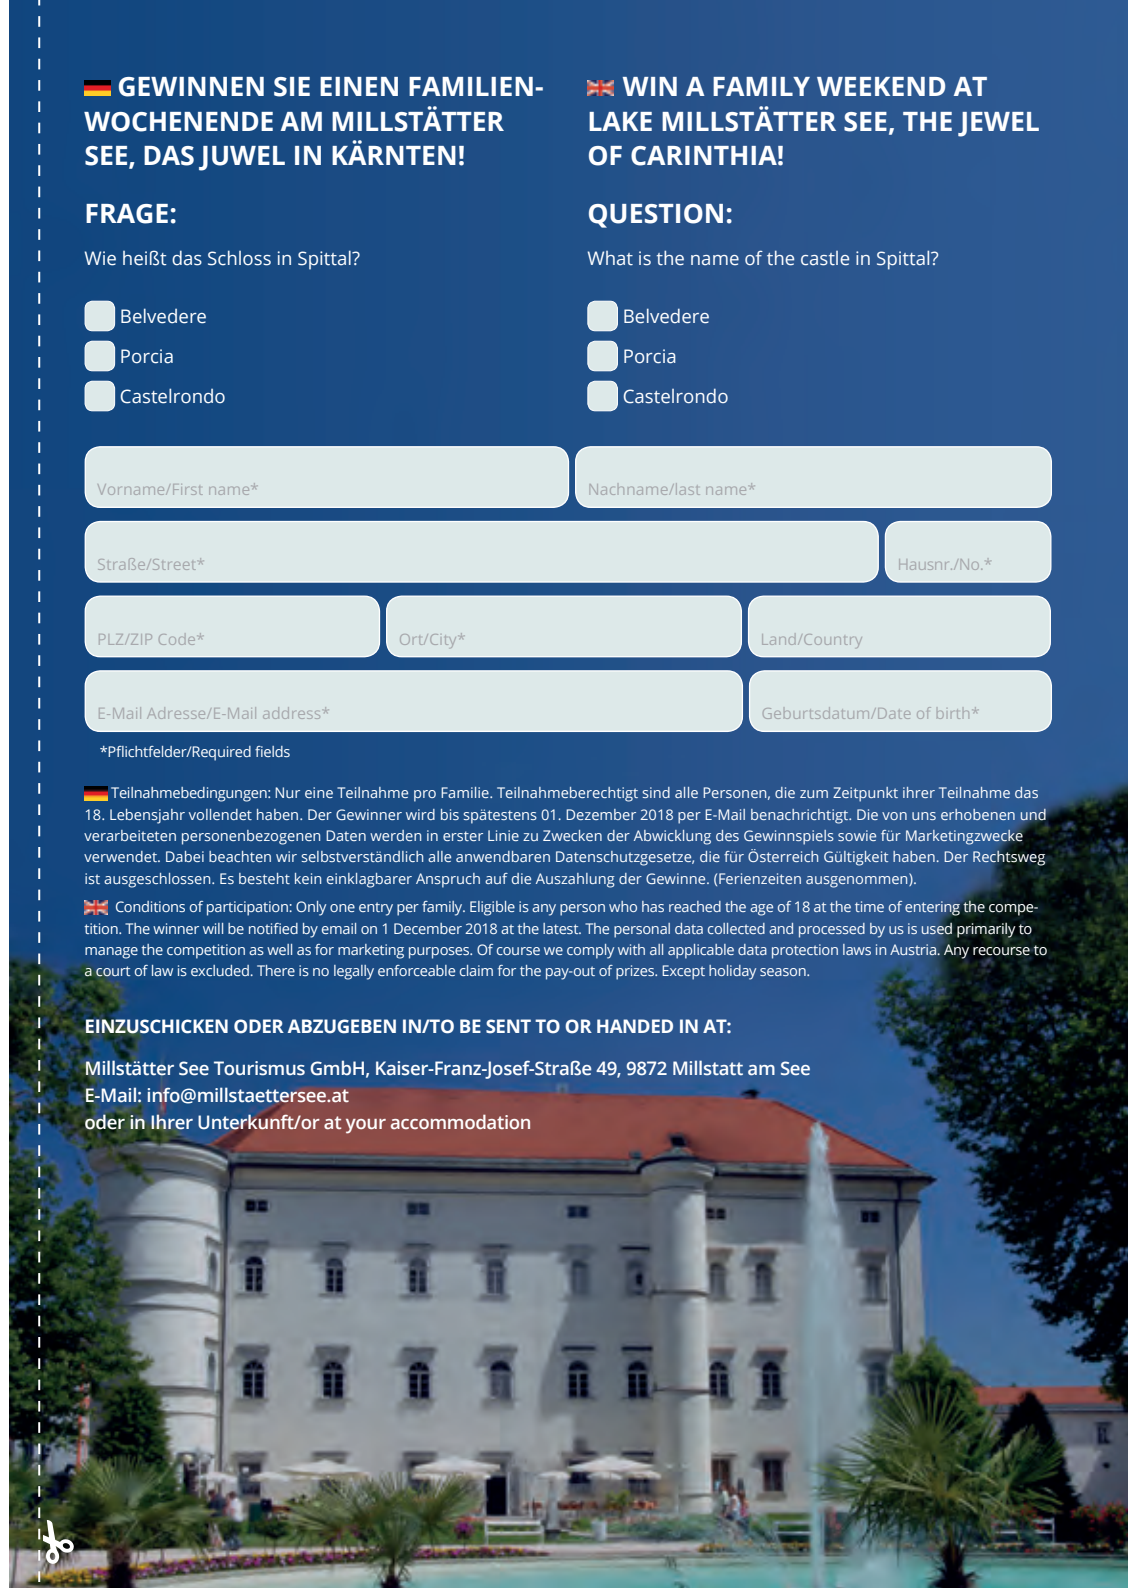 GEWINNEN SIE EINEN FAMILIEN-
WOCHENENDE AM MILLSTÄTTER
SEE, DAS JUWEL IN KÄRNTEN!
FRAGE:
Wie heißt das Schloss in Spittal?
Belvedere
Porcia
Castelrondo
WIN A FAMILY WEEKEND AT
LAKE MILLSTÄTTER SEE, THE JEWEL
OF CARINTHIA!
QUESTION:
What is the name of the castle in Spittal?
Belvedere
Porcia
Castelrondo
Vorname/First name*
Nachname/last name*
Straße/Street*
Hausnr./No.*
PLZ/ZIP Code*
Ort/City*
Land/Country
E-Mail Adresse/E-Mail address*
Geburtsdatum/Date of birth*
*Pflichtfelder/Required fields
Teilnahmebedingungen: Nur eine Teilnahme pro Familie. Teilnahmeberechtigt sind alle Personen, die zum Zeitpunkt ihrer Teilnahme das
18. Lebensjahr vollendet haben. Der Gewinner wird bis spätestens 01. Dezember 2018 per E-Mail benachrichtigt. Die von uns erhobenen und
verarbeiteten personenbezogenen Daten werden in erster Linie zu Zwecken der Abwicklung des Gewinnspiels sowie für Marketingzwecke
verwendet. Dabei beachten wir selbstverständlich alle anwendbaren Datenschutzgesetze, die für Österreich Gültigkeit haben. Der Rechtsweg
ist ausgeschlossen. Es besteht kein einklagbarer Anspruch auf die Auszahlung der Gewinne. (Ferienzeiten ausgenommen).
Conditions of participation: Only one entry per family. Eligible is any person who has reached the age of 18 at the time of entering the compe-
tition. The winner will be notified by email on 1 December 2018 at the latest. The personal data collected and processed by us is used primarily to
manage the competition as well as for marketing purposes. Of course we comply with all applicable data protection laws in Austria. Any recourse to
a court of law is excluded. There is no legally enforceable claim for the pay-out of prizes. Except holiday season.
EINZUSCHICKEN ODER ABZUGEBEN IN/TO BE SENT TO OR HANDED IN AT:
Millstätter See Tourismus GmbH, Kaiser-Franz-Josef-Straße 49, 9872 Millstatt am See
E-Mail: info@millstaettersee.at
oder in Ihrer Unterkunft/or at your accommodation